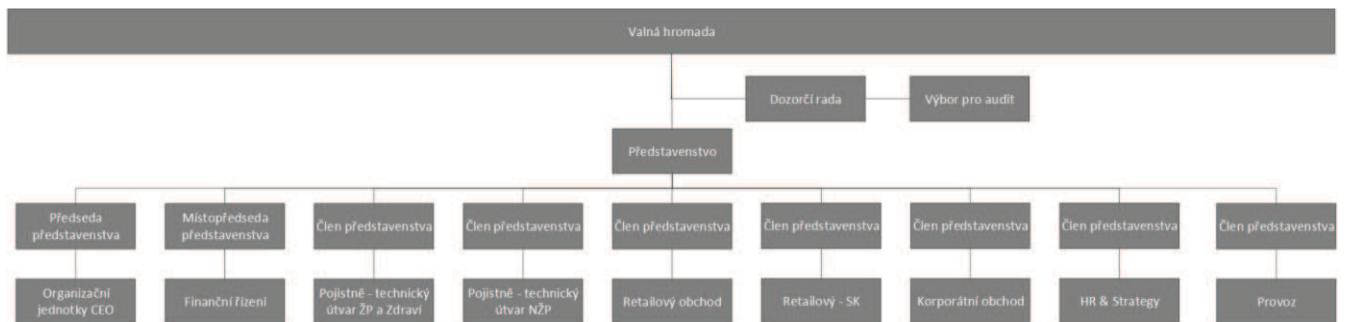 Valná hromada
Dozorčí rada
Výbor pro audit
Představenstvo
Předseda
představenstva
Místopředseda
představenstva
Člen představenstva
Člen představenstva
Člen představenstva
Člen představenstva
Člen představenstva
Člen představenstva
Člen představenstva
Organizační
jednotky CEO
Finanční řízení
Pojistně - technický
útvar ŽP a Zdraví
Pojistně - technický
útvar NŽP
Retailový obchod
Retailový - SK
Korporátní obchod
HR & Strategy
Provoz